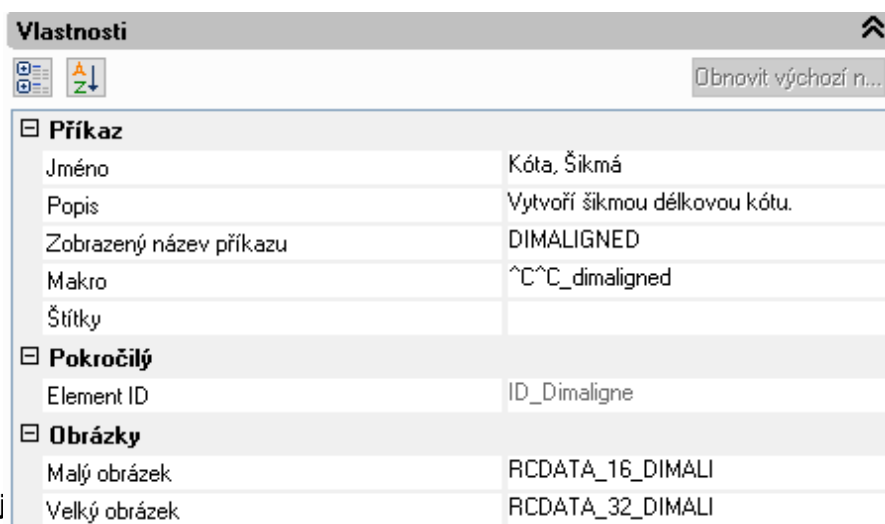 Vlastnosti
Obnovit výchozí n...
Příkaz
Jméno Kóta, Šikmá
Popis Vytvoří šikmou délkovou kótu.
Zobrazený název příkazu DIMALIGNED
Makro ^C^C_dimaligned
Štítky
Pokročilý
Element ID ID_Dimaligne
Obrázky
Malý obrázek RCDATA_16_DIMALI
j Velký obrázek RCDATA_32_DIMALI